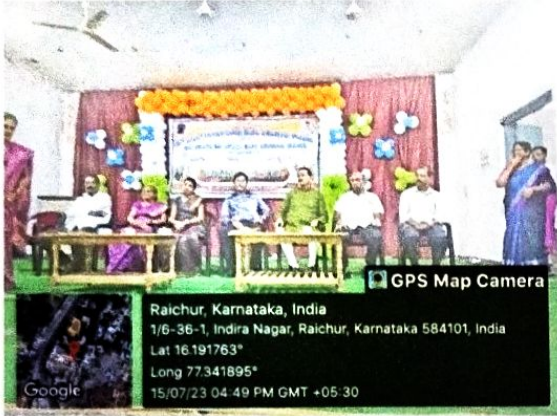 GPS Map Camera
Raichur, Karnataka, India
1/6-36-1, Indira Nagar, Raichur, Karnataka 584101, India
Lat 16.191763°
Long 77.341895°
15/07/23 04:49 PM GMT +05:30
Google